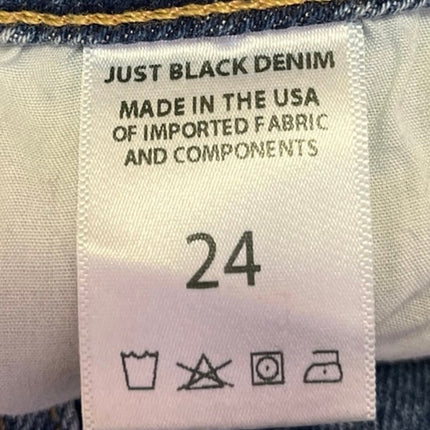 JUST BLACK DENIM
MADE IN THE USA
OF IMPORTED FABRIC
AND COMPONENTS
24